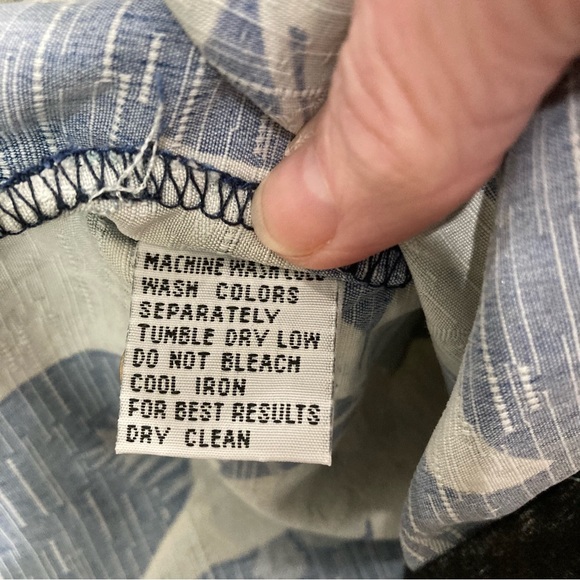 MACHINE WASH COLD
WASH COLORS
SEPARATELY
TUMBLE DRY LOW
DO NOT BLEACH
COOL IRON
FOR BEST RESULTS
DRY CLEAN